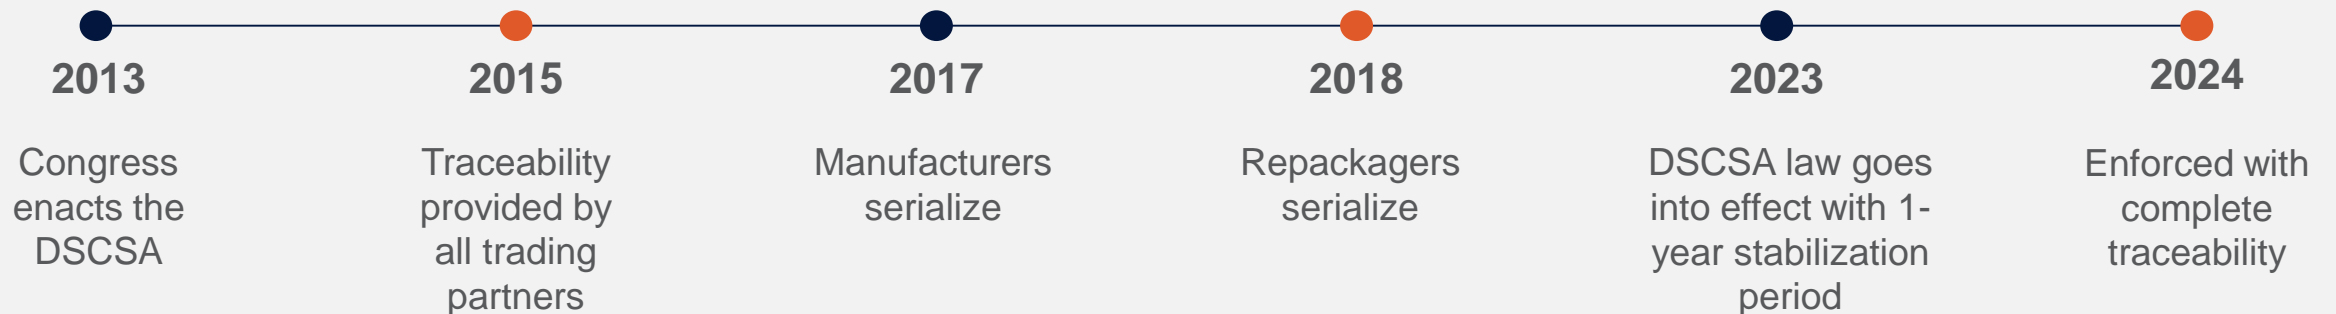 2013
Congress
enacts the
DSCSA
2015
Traceability
provided by
all trading
partners
2017
Manufacturers
serialize
2018
Repackagers
serialize
2023
DSCSA law goes
into effect with 1-
year stabilization
period
2024
Enforced with
complete
traceability